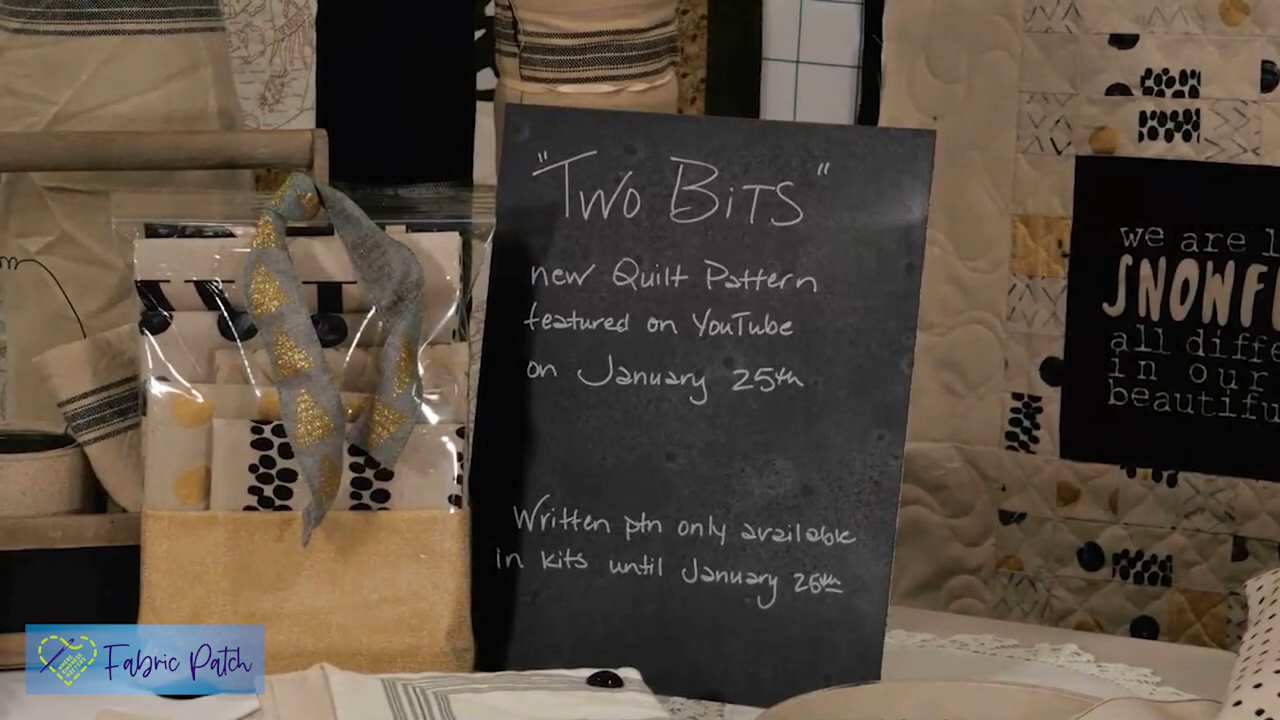 "Two Bits"
new Quilt Pattern
featured on YouTube
on January 25th
Written ptn only available
in kits until January 26th
we are
SNOWF
all diffe
in our
beautifu
Fabric Patch